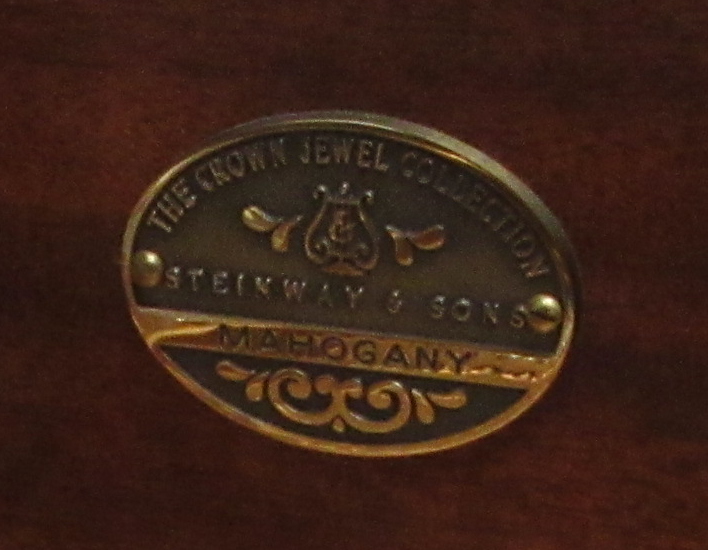 THE CROWN JEWEL COLLECTION
STEINWAY & SONS
MAHOGANY